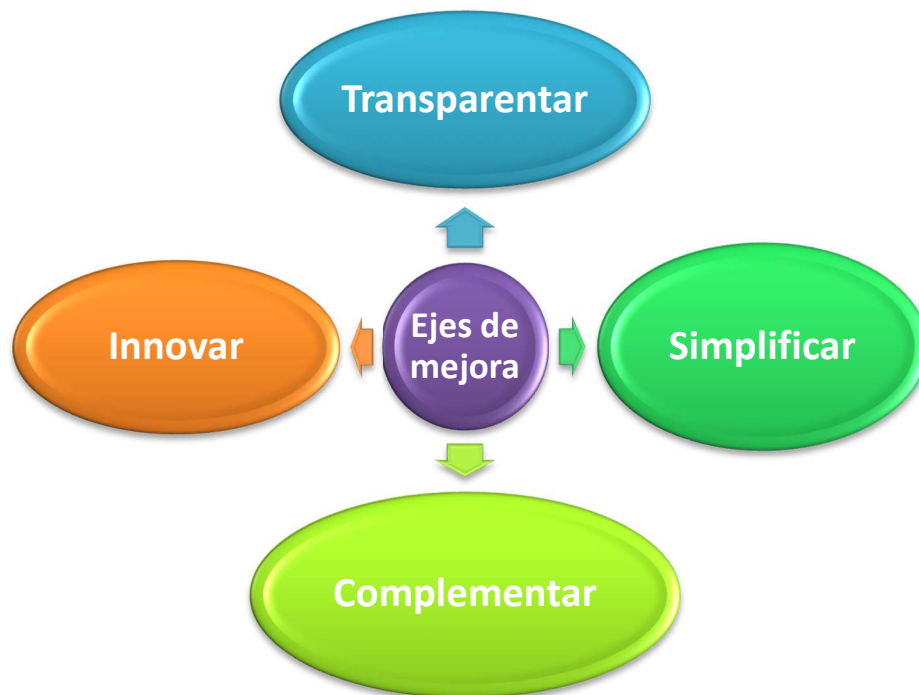 Transparentar
Innovar
Ejes de
mejora
Simplificar
Complementar